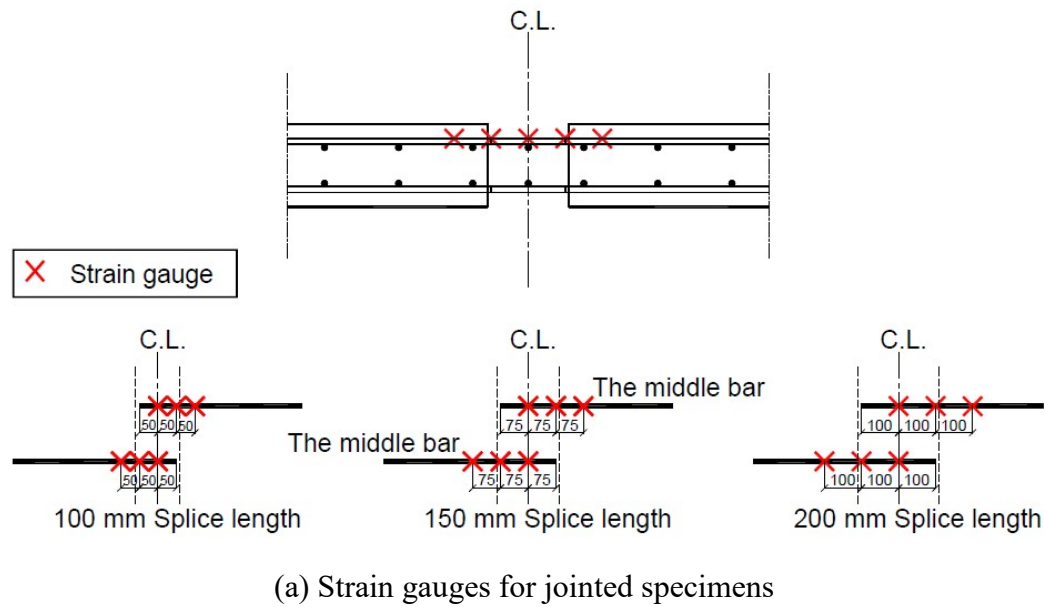 C.L.
Strain gauge
C.L.
C.L.
C.L.
The middle bar
50 50 50
75 75 75
100 100 100
The middle bar
50 50 50
75 75 75
100 100 100
100 mm Splice length
150 mm Splice length
200 mm Splice length
(a) Strain gauges for jointed specimens